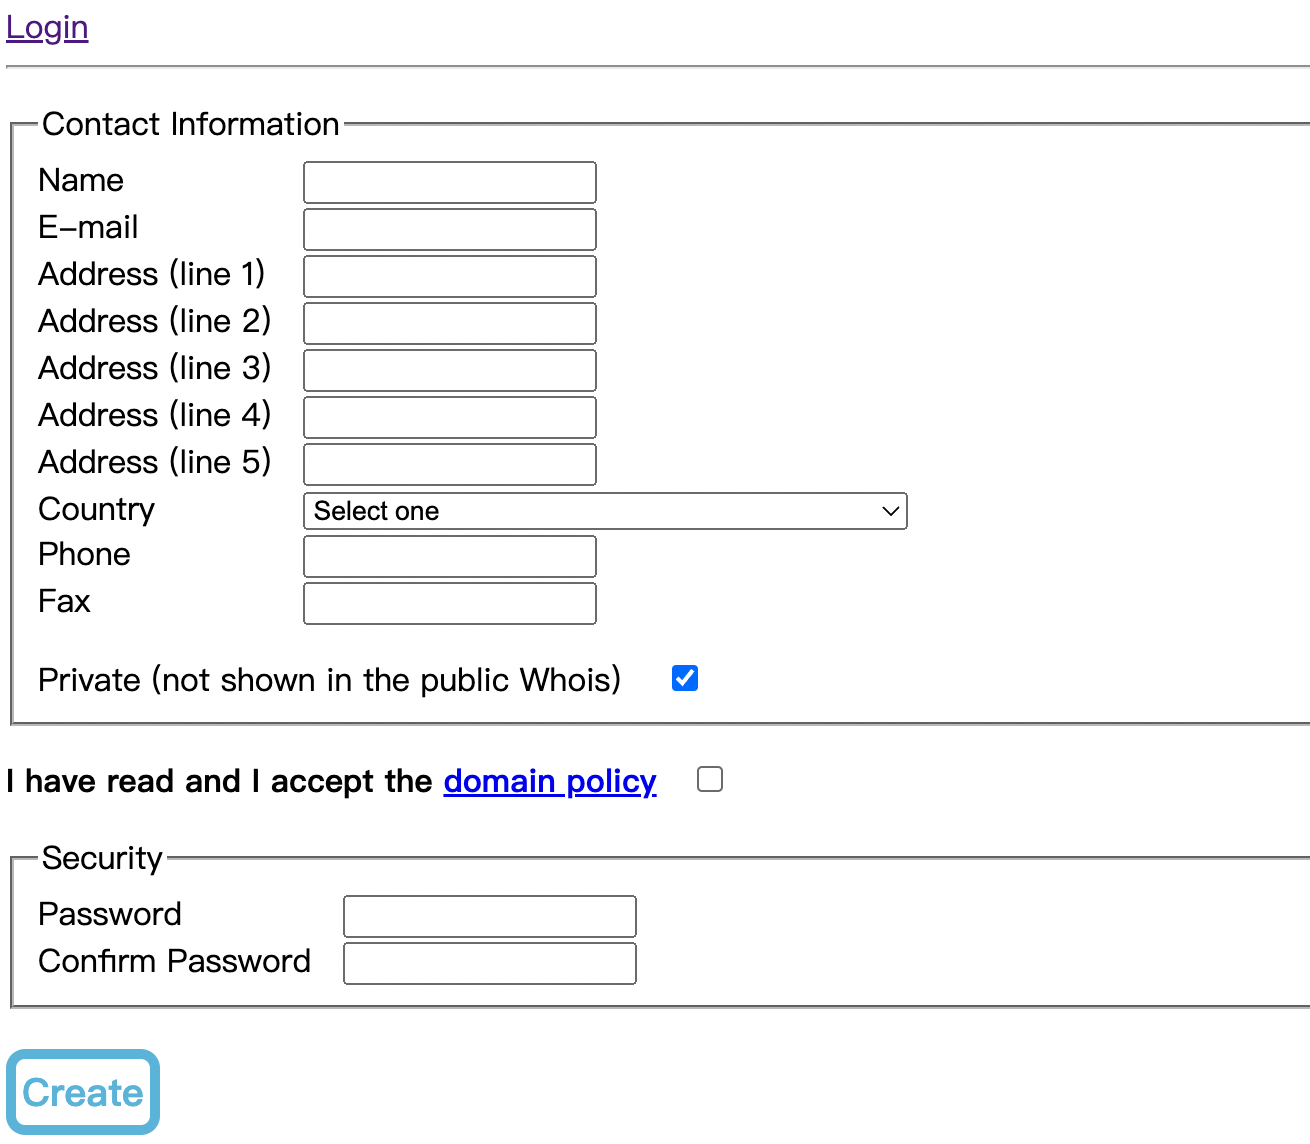 Login
Contact Information
Name
E-mail
Address (line 1)
Address (line 2)
Address (line 3)
Address (line 4)
Address (line 5)
Country Select one
Phone
Fax
Private (not shown in the public Whois)
I have read and I accept the domain policy
Security
Password
Confirm Password
Create